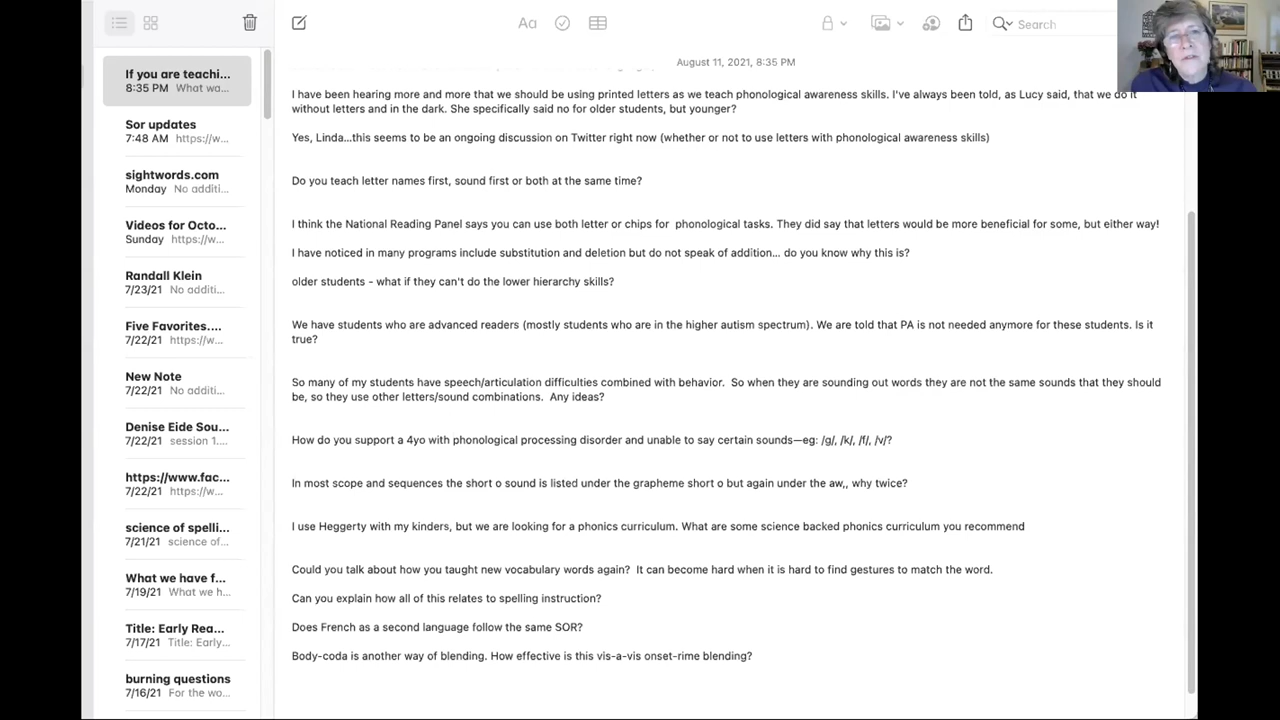 Aa
Search
If you are teachi...
8:35 PM What wa...
Sor updates
7:48 AM https://w...
sightwords.com
Monday No additi...
Videos for Octo...
Sunday https://w...
Randall Klein
7/23/21 No additi...
Five Favorites....
7/22/21 https://w...
New Note
7/22/21 No additi...
Denise Eide Sou...
7/22/21 session 1....
https://www.fac...
7/22/21 https://w...
science of spelli...
7/21/21 science of...
What we have f...
7/19/21 What we h...
Title: Early Rea...
7/17/21 Title: Early...
burning questions
7/16/21 For the wo...
August 11, 2021, 8:35 PM
I have been hearing more and more that we should be using printed letters as we teach phonological awareness skills. I've always been told, as Lucy said, that we do it
without letters and in the dark. She specifically said no for older students, but younger?
Yes, Linda...this seems to be an ongoing discussion on Twitter right now (whether or not to use letters with phonological awareness skills)
Do you teach letter names first, sound first or both at the same time?
I think the National Reading Panel says you can use both letter or chips for phonological tasks. They did say that letters would be more beneficial for some, but either way!
I have noticed in many programs include substitution and deletion but do not speak of addition... do you know why this is?
older students - what if they can't do the lower hierarchy skills?
We have students who are advanced readers (mostly students who are in the higher autism spectrum). We are told that PA is not needed anymore for these students. Is it
true?
So many of my students have speech/articulation difficulties combined with behavior. So when they are sounding out words they are not the same sounds that they should
be, so they use other letters/sound combinations. Any ideas?
How do you support a 4yo with phonological processing disorder and unable to say certain sounds—eg: /g/, /k/, /f/, /v/?
In most scope and sequences the short o sound is listed under the grapheme short o but again under the aw,, why twice?
I use Heggerty with my kinders, but we are looking for a phonics curriculum. What are some science backed phonics curriculum you recommend
Could you talk about how you taught new vocabulary words again? It can become hard when it is hard to find gestures to match the word.
Can you explain how all of this relates to spelling instruction?
Does French as a second language follow the same SOR?
Body-coda is another way of blending. How effective is this vis-a-vis onset-rime blending?